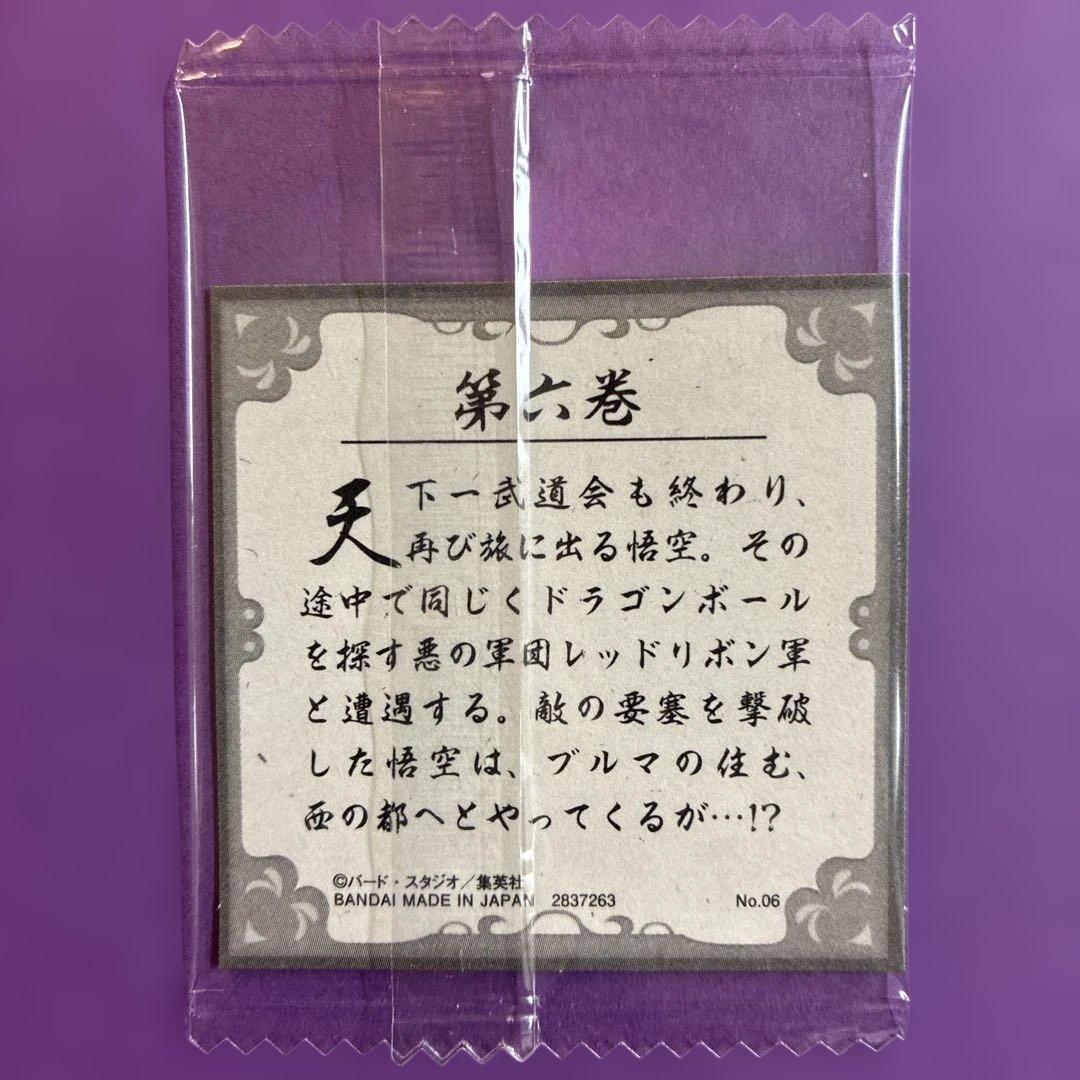 第六巻
天下一武道会も終わり、
再び旅に出る悟空。その
途中で同じくドラゴンボール
を探す悪の軍団レッドリボン軍
と遭遇する。敵の要塞を撃破
した悟空は、ブルマの住む、
西の都へとやってくるが…!?
©バード・スタジオ／集英社
BANDAI MADE IN JAPAN 2837263 No.06